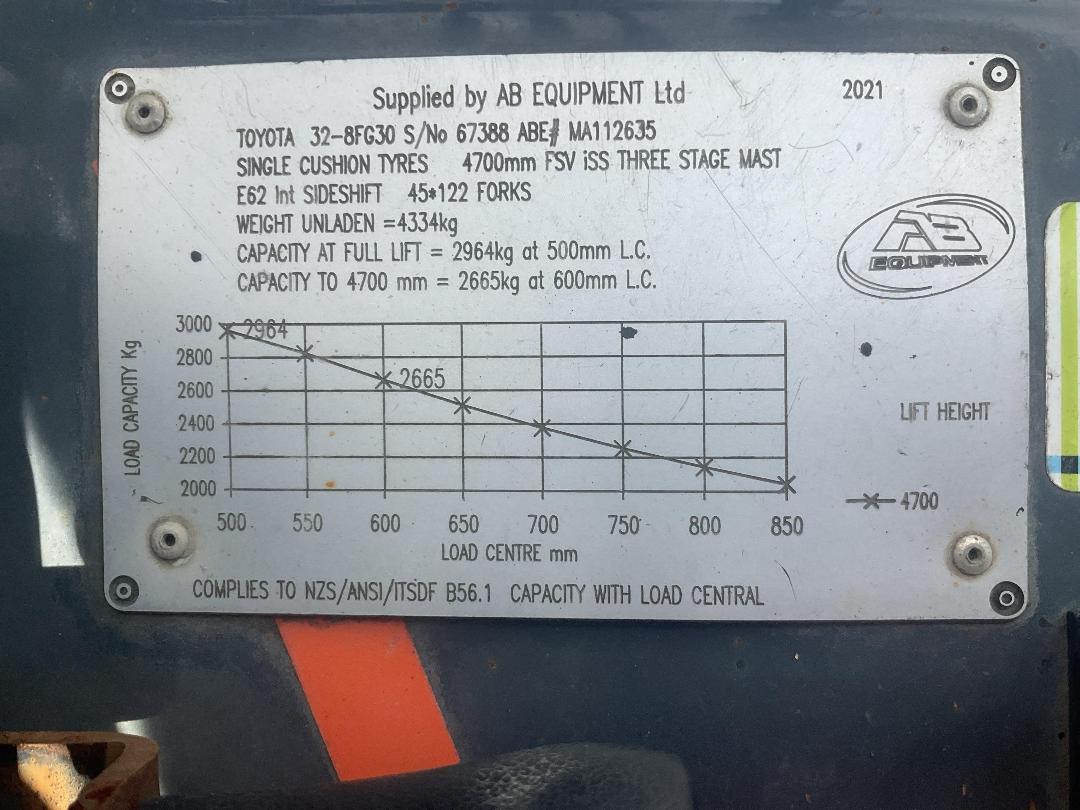 Supplied by AB EQUIPMENT Ltd 2021
TOYOTA 32-8FG30 S/No 67388 ABE# MA112635
SINGLE CUSHION TYRES 4700mm FSV iSS THREE STAGE MAST
E62 Int SIDESHIFT 45*122 FORKS
WEIGHT UNLADEN =4334kg
CAPACITY AT FULL LIFT = 2964kg at 500mm L.C.
CAPACITY TO 4700 mm = 2665kg at 600mm L.C.
AB
EQUIPMENT
LOAD CAPACITY Kg
3000
2800
2600
2400
2200
2000
2964
2665
500 550 600 650 700 750 800 850
LOAD CENTRE mm
LIFT HEIGHT
4700
COMPLIES TO NZS/ANSI/ITSDF B56.1 CAPACITY WITH LOAD CENTRAL